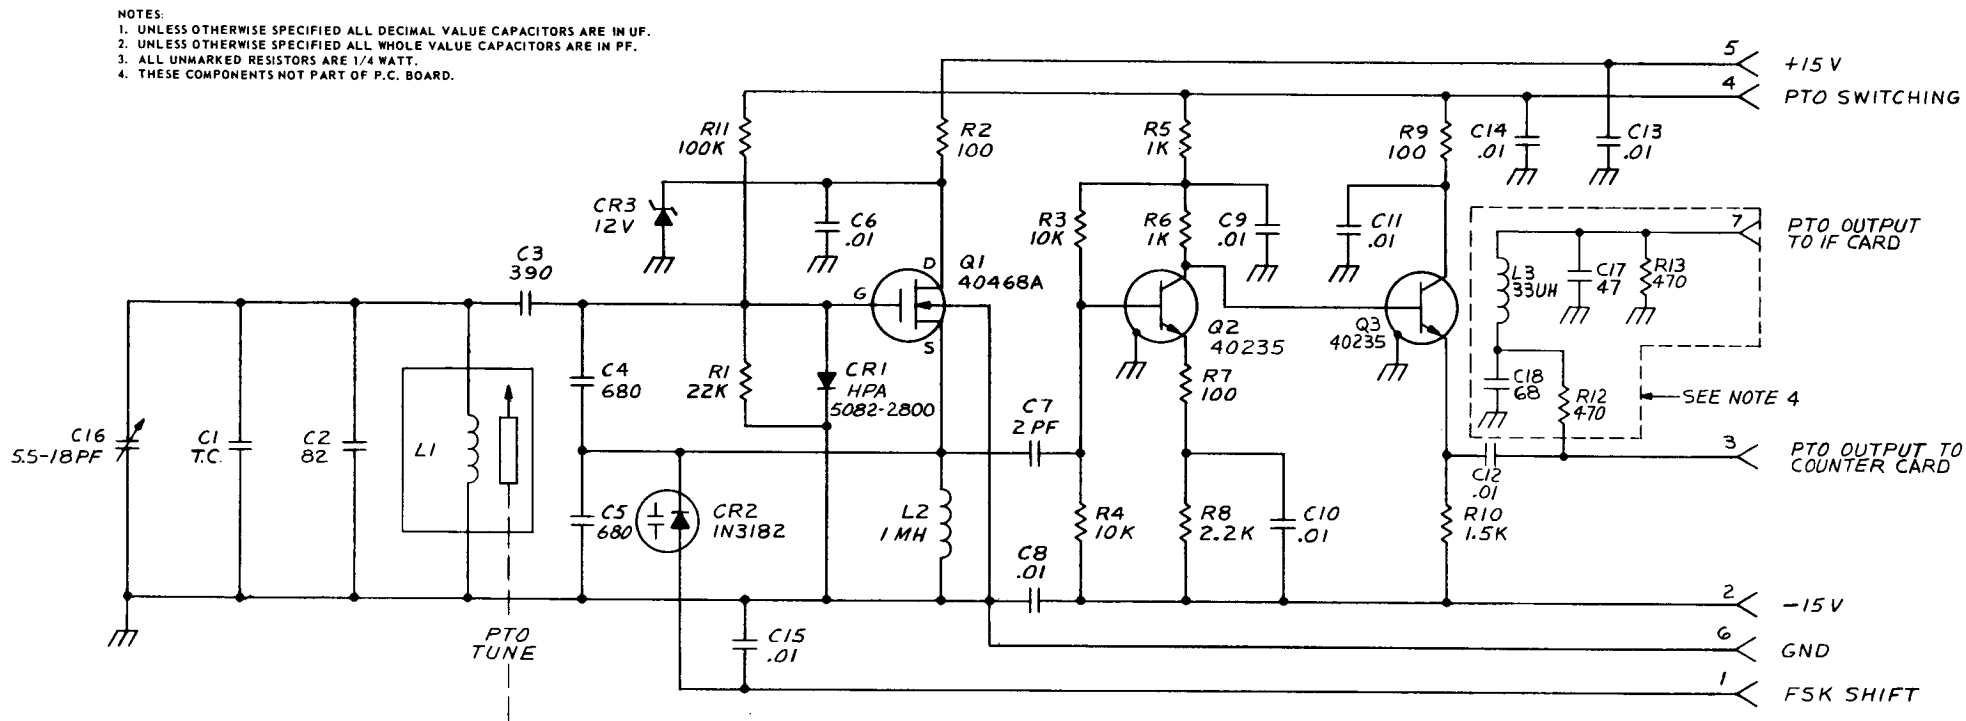 NOTES:
1. UNLESS OTHERWISE SPECIFIED ALL DECIMAL VALUE CAPACITORS ARE IN UF.
2. UNLESS OTHERWISE SPECIFIED ALL WHOLE VALUE CAPACITORS ARE IN PF.
3. ALL UNMARKED RESISTORS ARE 1/4 WATT.
4. THESE COMPONENTS NOT PART OF P.C. BOARD.
5
+15 V
4
PTO SWITCHING
R11
100K
R2
100
R5
1K
R9
100
C14
.01
C13
.01
CR3
12V
C6
.01
R3
10K
R6
1K
C9
.01
C11
.01
7
PTO OUTPUT
TO IF CARD
C3
390
D
G
S
Q1
40468A
L3
33UH
C17
47
R13
470
Q2
40235
Q3
40235
C4
680
R1
22K
CR1
HPA
5082-2800
R7
100
C18
68
R12
470
SEE NOTE 4
C7
2 PF
C16
5.5-18PF
C1
T.C.
C2
82
L1
3
PTO OUTPUT TO
COUNTER CARD
C12
.01
C5
680
CR2
1N3182
L2
1 MH
R4
10K
R8
2.2K
C10
.01
R10
1.5K
C8
.01
2
-15 V
PTO
TUNE
C15
.01
6
GND
1
FSK SHIFT